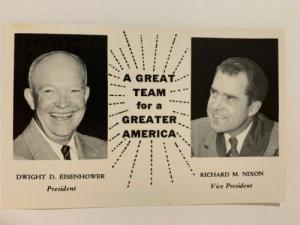 A GREAT
TEAM
for a
GREATER
AMERICA
DWIGHT D. EISENHOWER
President
RICHARD M. NIXON
Vice President